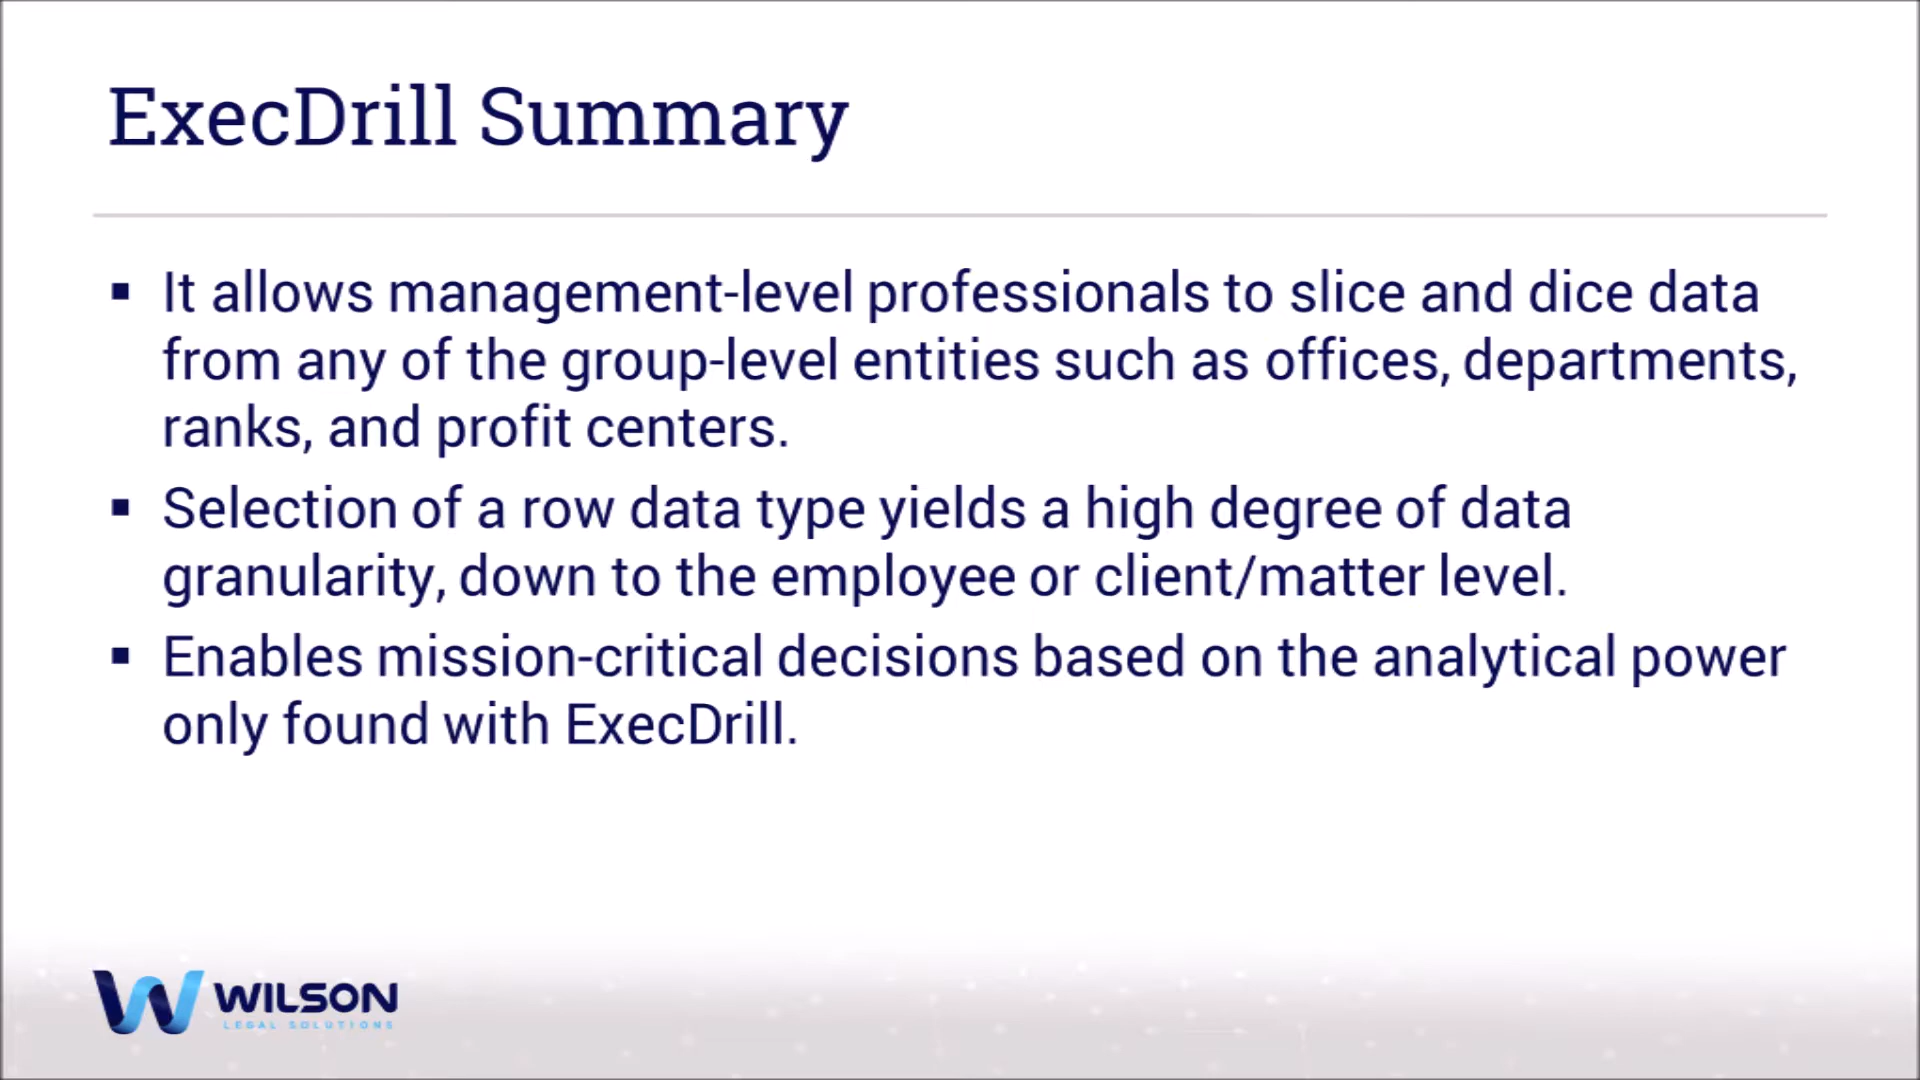 ExecDrill Summary
▪ It allows management-level professionals to slice and dice data
from any of the group-level entities such as offices, departments,
ranks, and profit centers.
▪ Selection of a row data type yields a high degree of data
granularity, down to the employee or client/matter level.
▪ Enables mission-critical decisions based on the analytical power
only found with ExecDrill.
WILSON
LEGAL SOLUTIONS